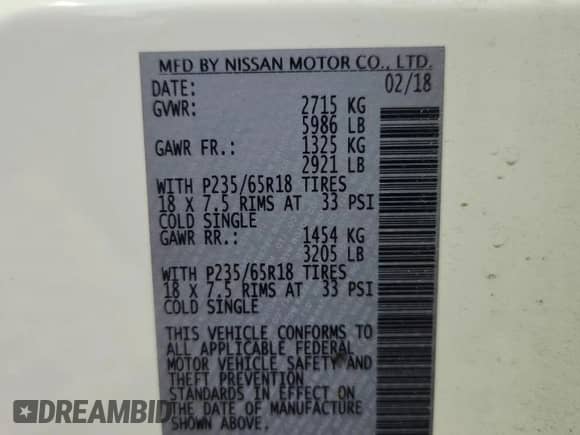 MFD BY NISSAN MOTOR CO., LTD.
DATE: 02/18
GVWR: 2715 KG
5986 LB
GAWR FR.: 1325 KG
2921 LB
WITH P235/65R18 TIRES
18 X 7.5 RIMS AT 33 PSI
COLD SINGLE
GAWR RR.: 1454 KG
3205 LB
WITH P235/65R18 TIRES
18 X 7.5 RIMS AT 33 PSI
COLD SINGLE
THIS VEHICLE CONFORMS TO
ALL APPLICABLE FEDERAL
MOTOR VEHICLE SAFETY AND
THEFT PREVENTION
STANDARDS IN EFFECT ON
THE DATE OF MANUFACTURE
SHOWN ABOVE.
DREAMBID